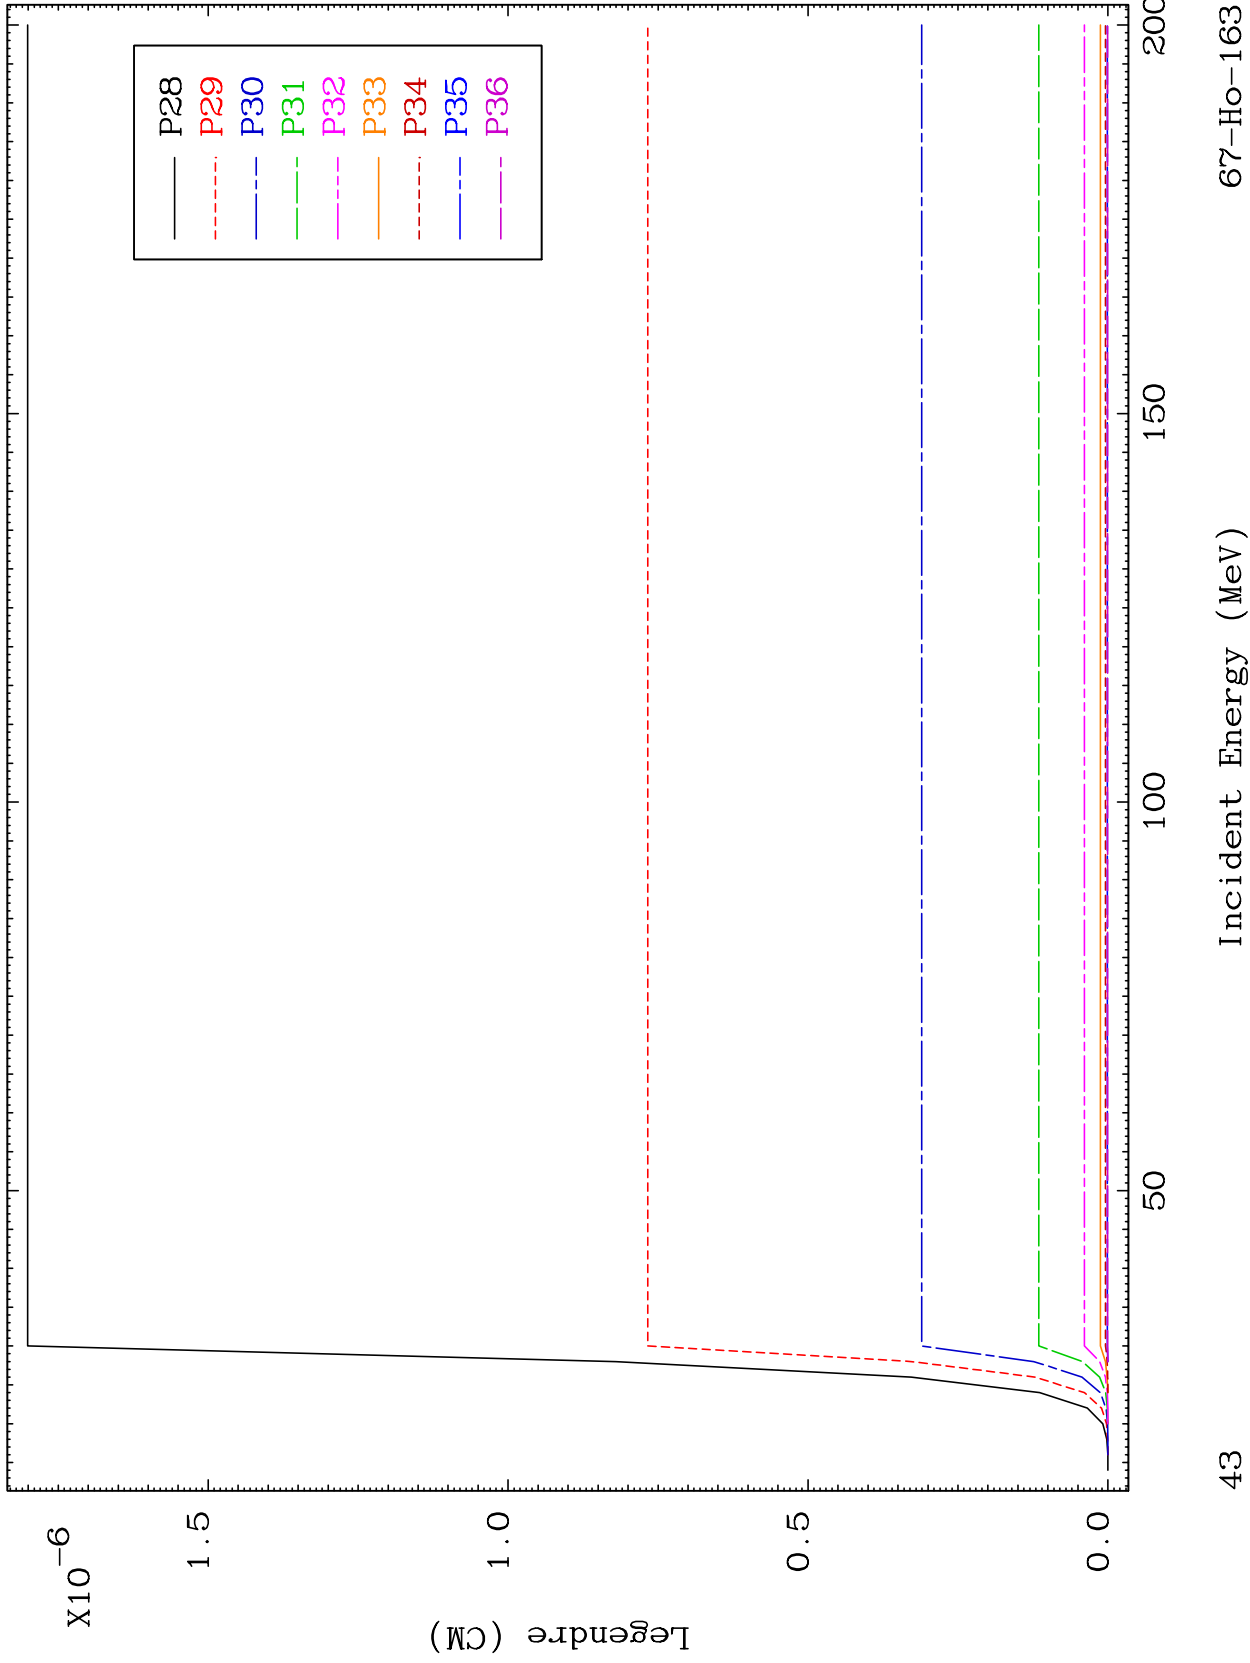 X10-6
1.5
1.0
0.5
0.0
Legendre (CM)
P28
P29
P30
P31
P32
P33
P34
P35
P36
50
100
150
200
Incident Energy (MeV)
43
67-Ho-163